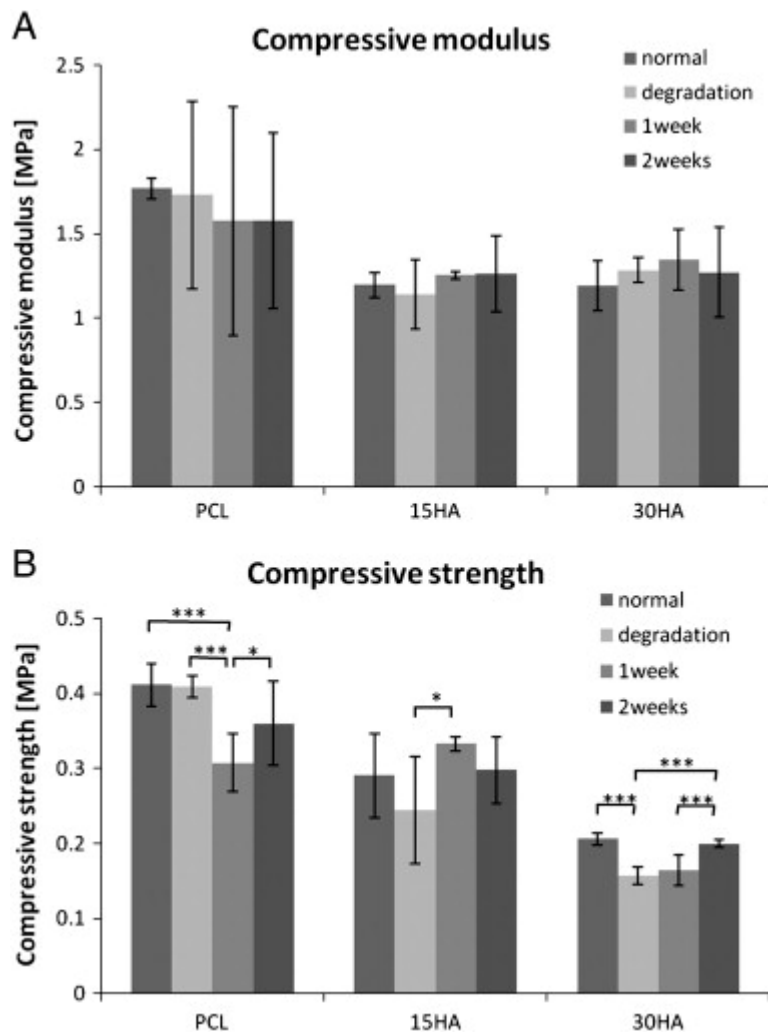 A
Compressive modulus
Compressive modulus [MPa]
2.5
2
1.5
1
0.5
0
normal
degradation
1week
2weeks
PCL 15HA 30HA
B
Compressive strength
Compressive strength [MPa]
0.5
0.4
0.3
0.2
0.1
0
normal
degradation
1week
2weeks
***
*** *
*
***
*** ***
PCL 15HA 30HA